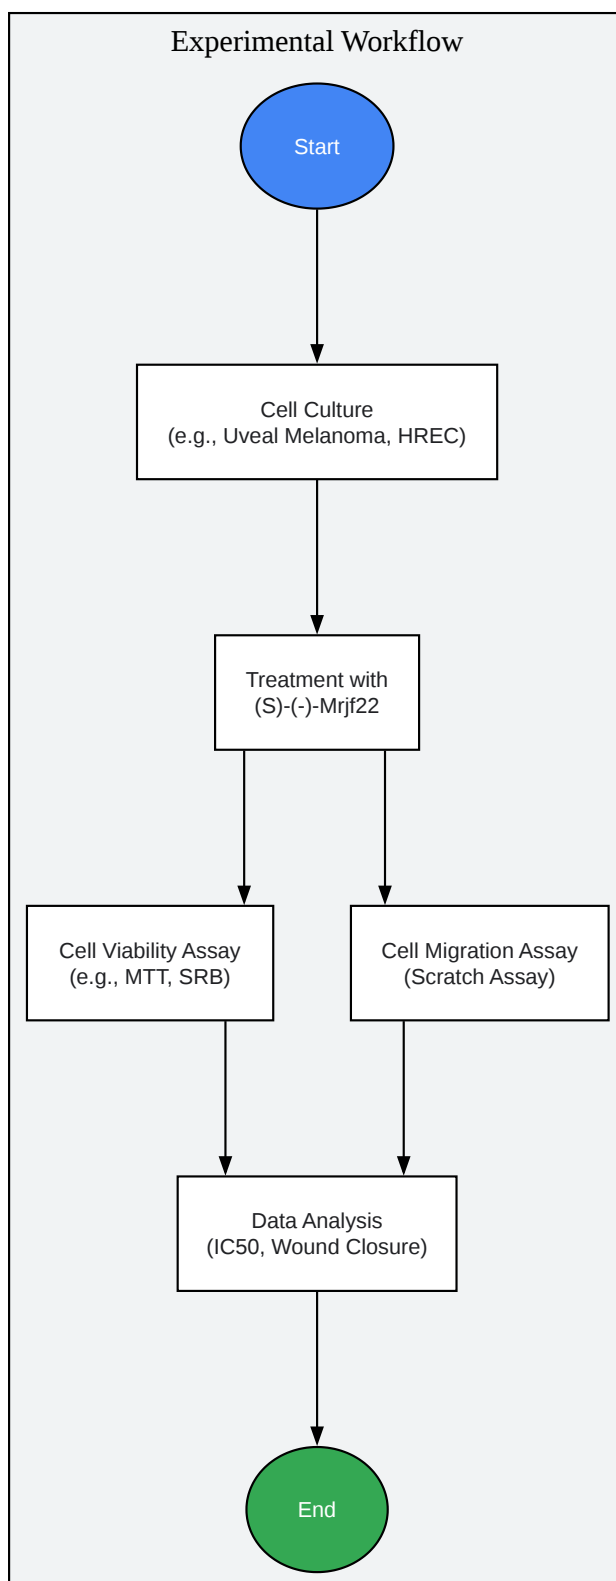 Experimental Workflow
Start
Cell Culture
(e.g., Uveal Melanoma, HREC)
Treatment with
(S)-(-)-Mrjf22
Cell Viability Assay
(e.g., MTT, SRB)
Cell Migration Assay
(Scratch Assay)
Data Analysis
(IC50, Wound Closure)
End